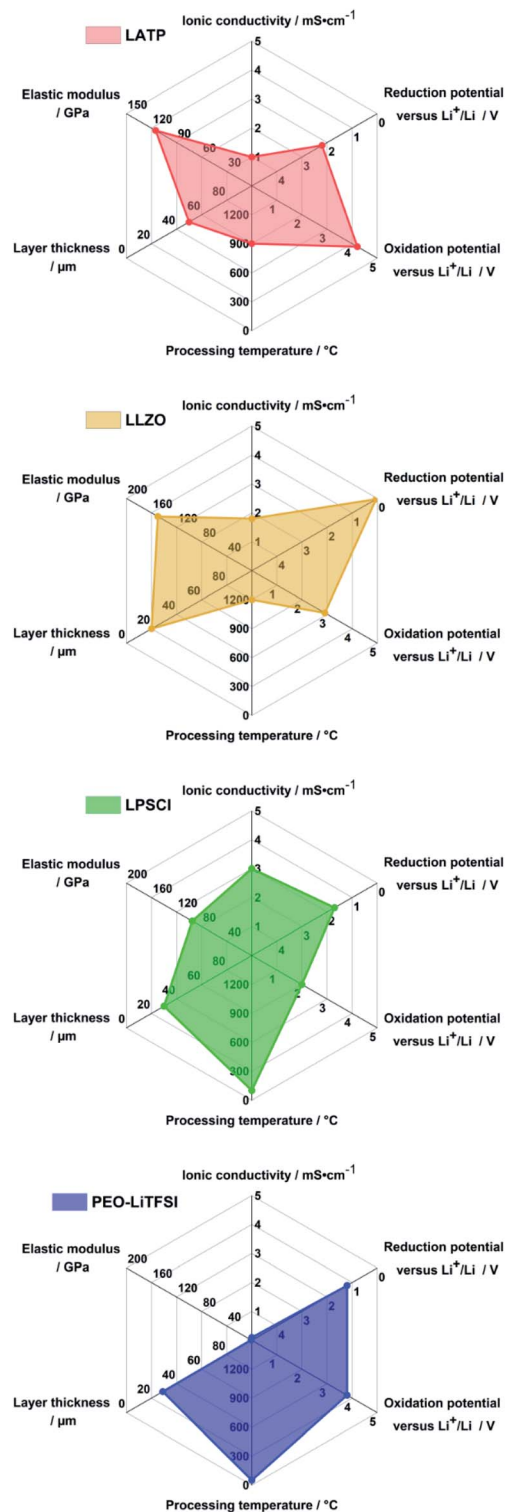 Ionic conductivity / mS•cm⁻¹
LATP
5
4
3
2
1
Elastic modulus
/ GPa
150
120
90
60
30
Reduction potential
versus Li⁺/Li / V
0
1
2
3
4
Layer thickness
/ µm
0
20
40
60
80
Oxidation potential
versus Li⁺/Li / V
1
2
3
4
5
1200
900
600
300
0
Processing temperature / °C
Ionic conductivity / mS•cm⁻¹
LLZO
5
4
3
2
1
Elastic modulus
/ GPa
200
160
120
80
40
Reduction potential
versus Li⁺/Li / V
0
1
2
3
4
Layer thickness
/ µm
0
20
40
60
80
Oxidation potential
versus Li⁺/Li / V
1
2
3
4
5
1200
900
600
300
0
Processing temperature / °C
Ionic conductivity / mS•cm⁻¹
LPSCI
5
4
3
2
1
Elastic modulus
/ GPa
200
160
120
80
40
Reduction potential
versus Li⁺/Li / V
0
1
2
3
4
Layer thickness
/ µm
0
20
40
60
80
Oxidation potential
versus Li⁺/Li / V
1
2
3
4
5
1200
900
600
300
0
Processing temperature / °C
Ionic conductivity / mS•cm⁻¹
PEO-LiTFSI
5
4
3
2
1
Elastic modulus
/ GPa
200
160
120
80
40
Reduction potential
versus Li⁺/Li / V
0
1
2
3
4
Layer thickness
/ µm
0
20
40
60
80
Oxidation potential
versus Li⁺/Li / V
1
2
3
4
5
1200
900
600
300
0
Processing temperature / °C